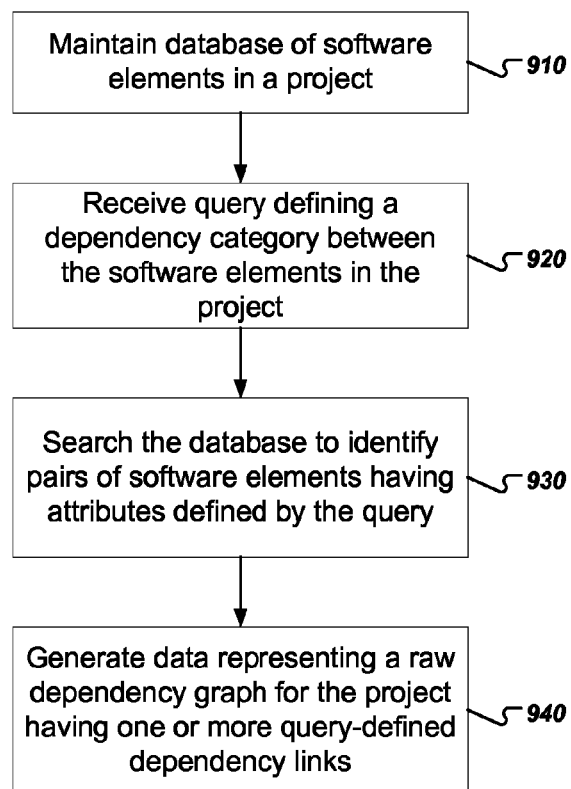 Maintain database of software
elements in a project
910
Receive query defining a
dependency category between
the software elements in the
project
920
Search the database to identify
pairs of software elements having
attributes defined by the query
930
Generate data representing a raw
dependency graph for the project
having one or more query-defined
dependency links
940